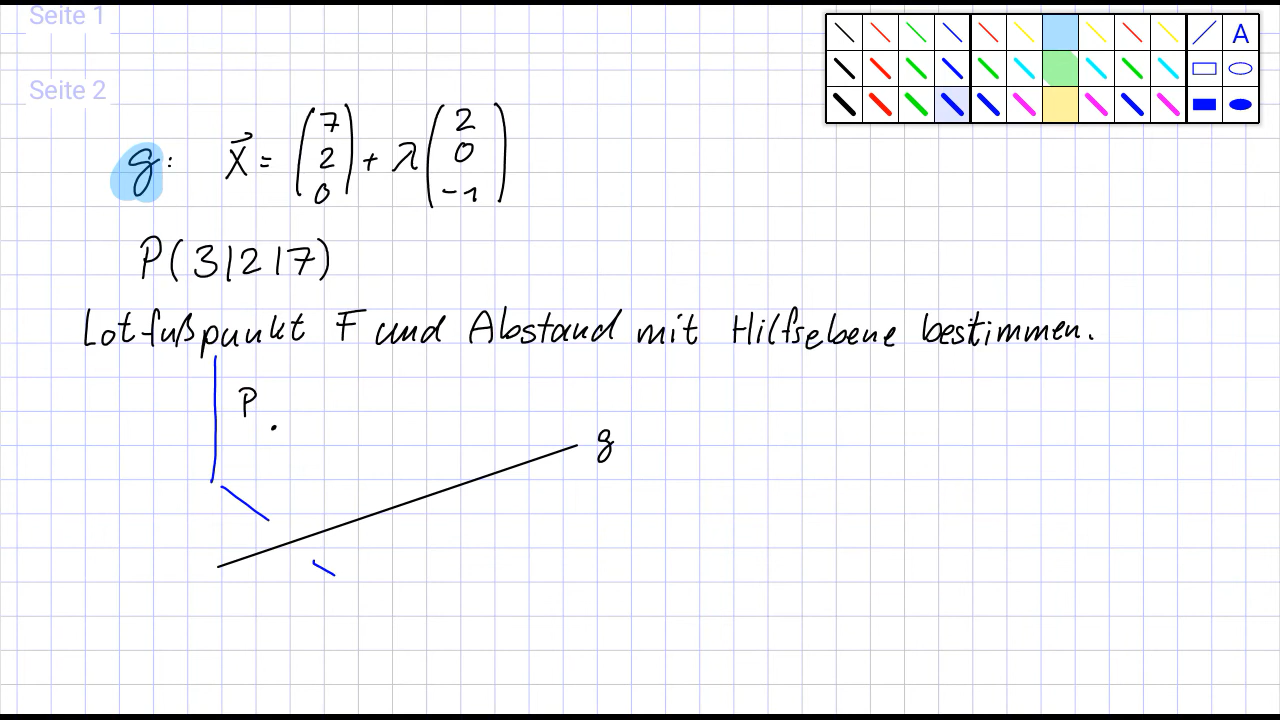 Seite 1
Seite 2
g: X⃗ = (7 2 0) + λ (2 0 -1)
P(3|2|7)
Lotfußpunkt F und Abstand mit Hilfsebene bestimmen.
P
g
A